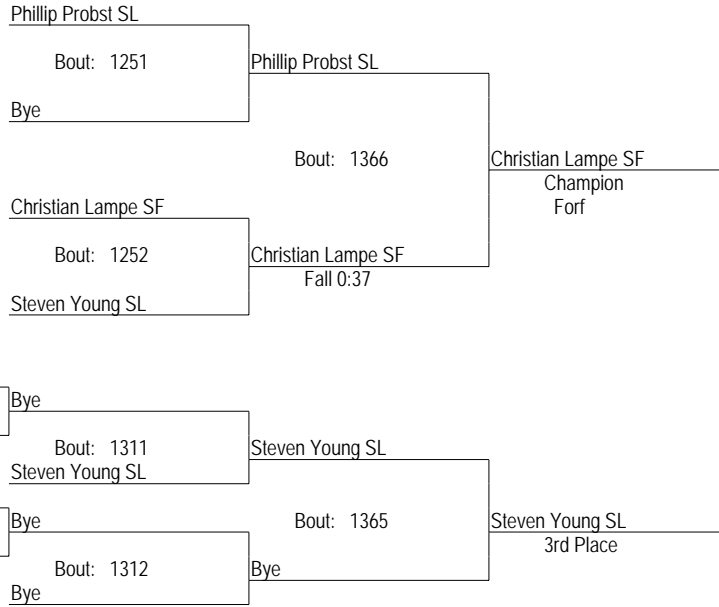 Phillip Probst SL
Bout: 1251
Phillip Probst SL
Bye
Bout: 1366
Christian Lampe SF
Champion
Christian Lampe SF
Forf
Bout: 1252
Christian Lampe SF
Fall 0:37
Steven Young SL
Bye
Bout: 1311
Steven Young SL
Steven Young SL
Bye
Bout: 1365
Steven Young SL
3rd Place
Bout: 1312
Bye
Bye